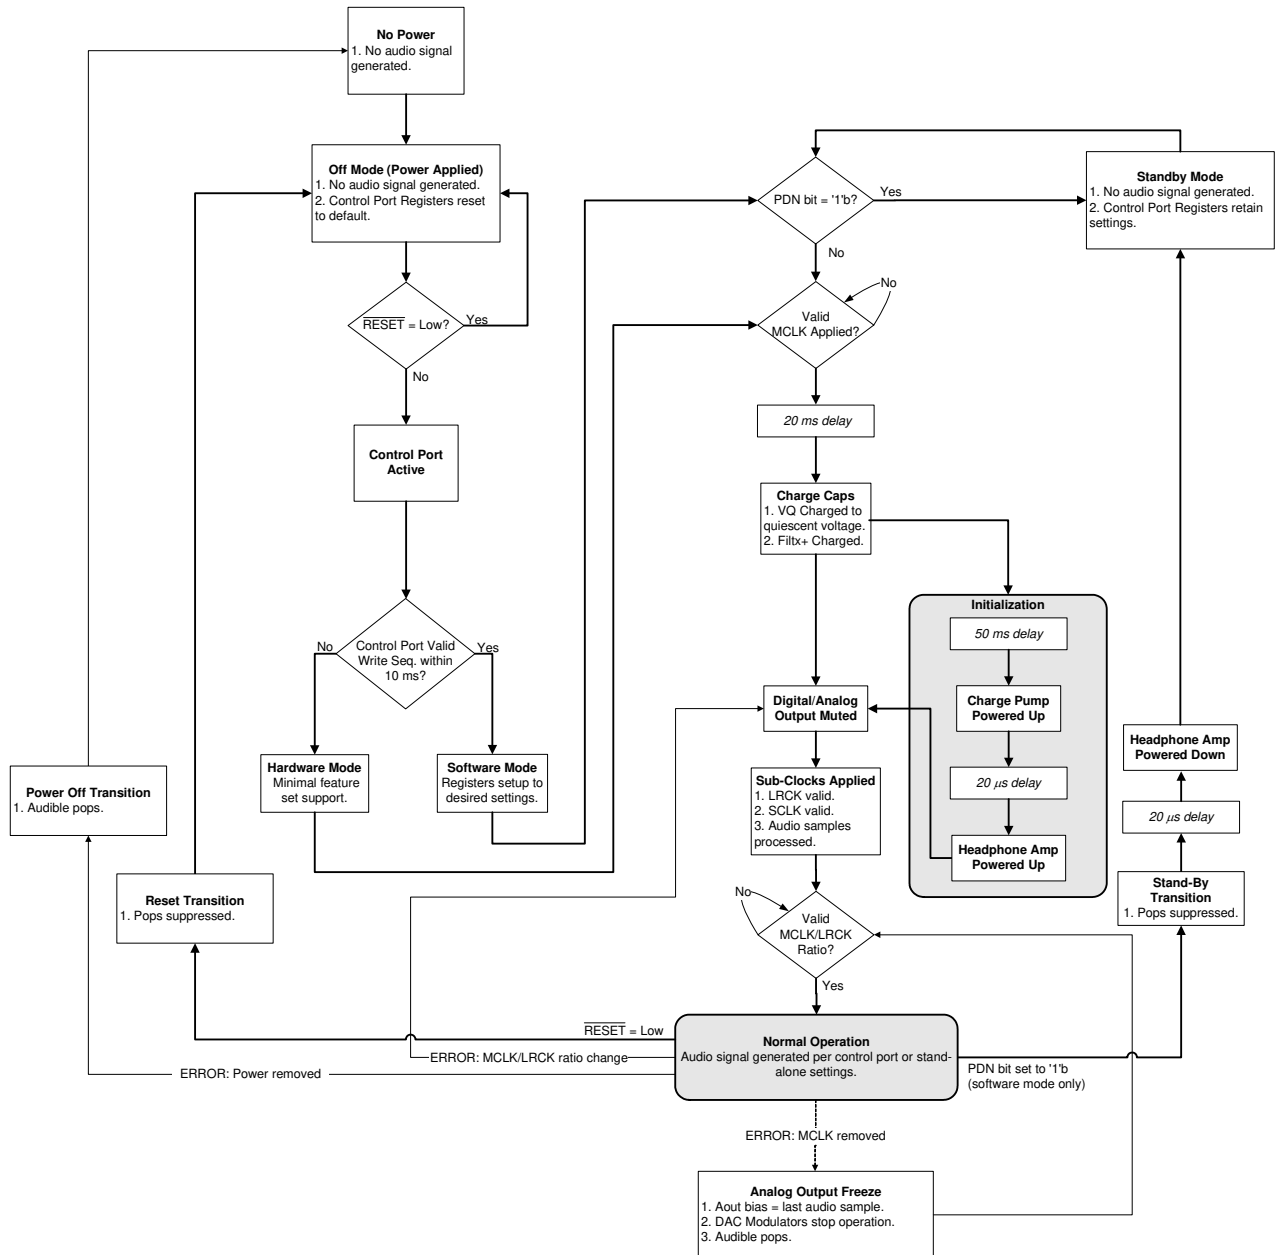 No Power
1. No audio signal
generated.
Off Mode (Power Applied)
1. No audio signal generated.
2. Control Port Registers reset
to default.
RESET = Low?
Yes
No
Control Port
Active
Control Port Valid
Write Seq. within
10 ms?
No
Yes
Hardware Mode
Minimal feature
set support.
Software Mode
Registers setup to
desired settings.
Power Off Transition
1. Audible pops.
Reset Transition
1. Pops suppressed.
PDN bit = '1'b?
Yes
No
Standby Mode
1. No audio signal generated.
2. Control Port Registers retain
settings.
Valid
MCLK Applied?
No
20 ms delay
Charge Caps
1. VQ Charged to
quiescent voltage.
2. Filtx+ Charged.
Initialization
50 ms delay
Charge Pump
Powered Up
20 μs delay
Headphone Amp
Powered Up
Digital/Analog
Output Muted
Sub-Clocks Applied
1. LRCK valid.
2. SCLK valid.
3. Audio samples
processed.
No
Valid
MCLK/LRCK
Ratio?
Yes
Headphone Amp
Powered Down
20 μs delay
Stand-By
Transition
1. Pops suppressed.
Normal Operation
Audio signal generated per control port or stand-
alone settings.
RESET = Low
ERROR: MCLK/LRCK ratio change
ERROR: Power removed
PDN bit set to '1'b
(software mode only)
ERROR: MCLK removed
Analog Output Freeze
1. Aout bias = last audio sample.
2. DAC Modulators stop operation.
3. Audible pops.